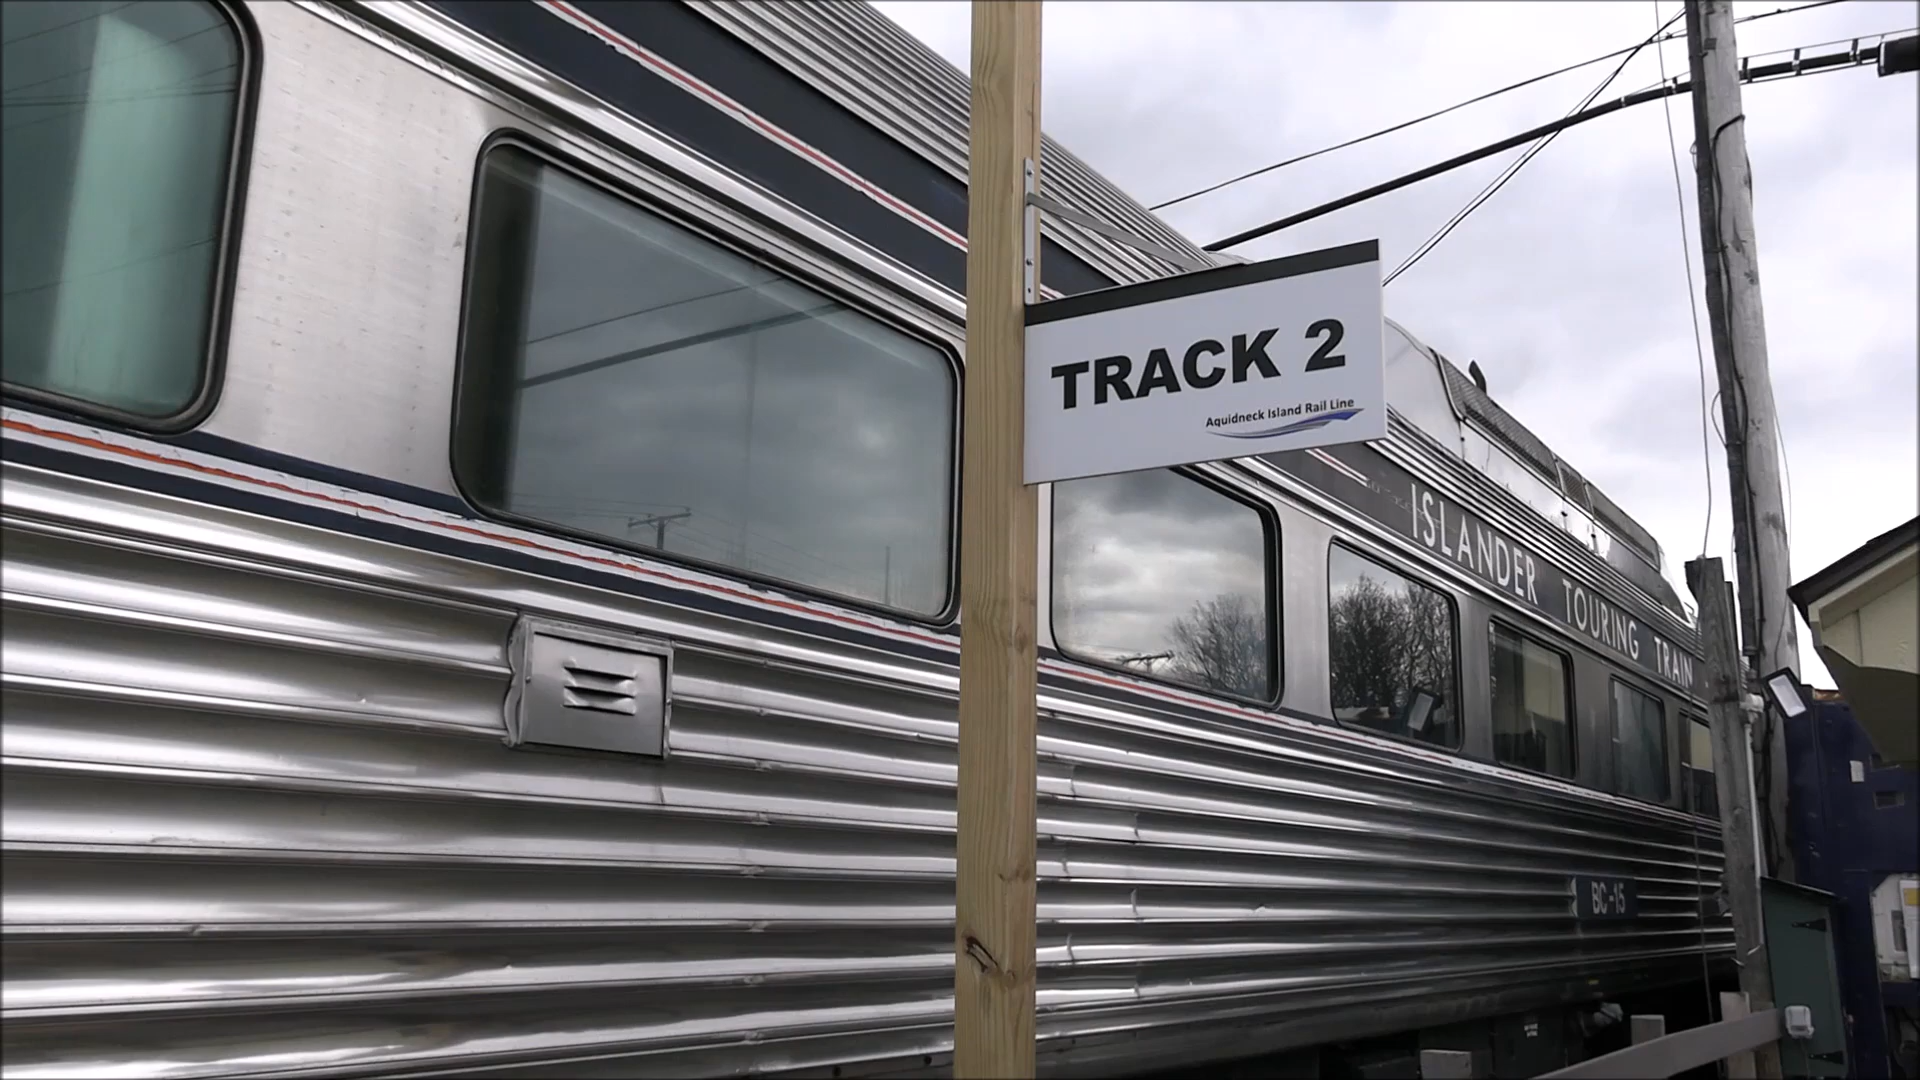 TRACK 2
Aquidneck Island Rail Line
ISLANDER TOURING TRAIN
BC-15